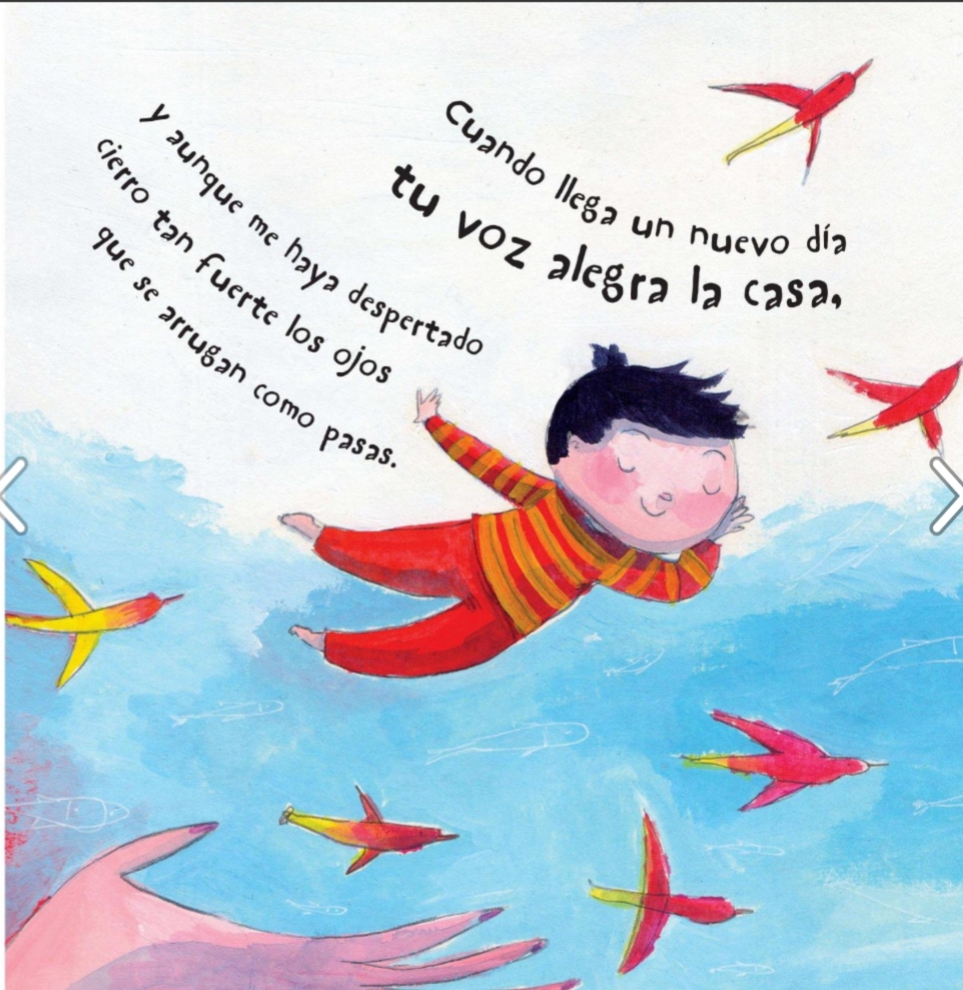 Cuando llega un nuevo día
tu voz alegra la casa,
y aunque me haya despertado
cierro tan fuerte los ojos
que se arrugan como pasas.